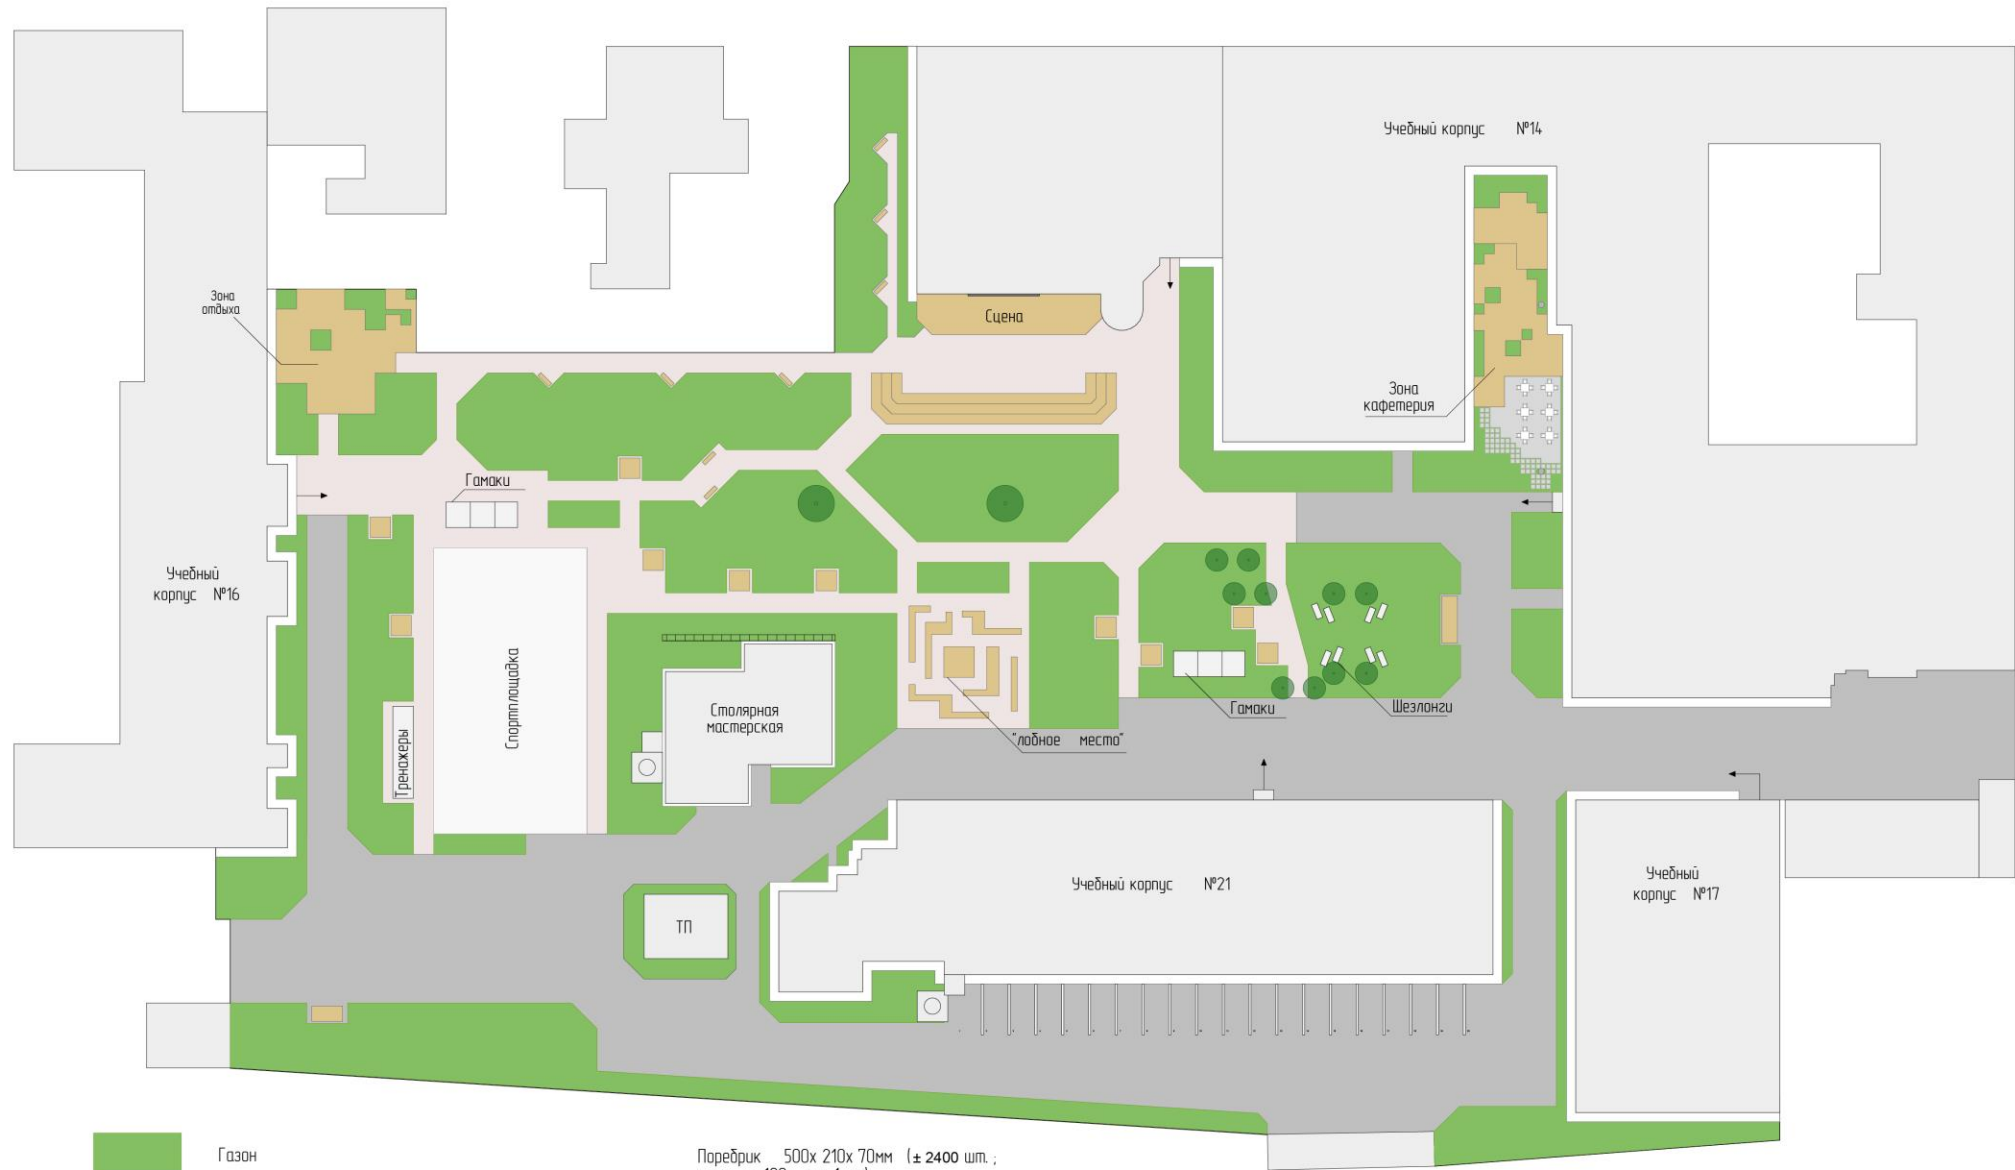 Учебный корпус №14
Зона
отдыха
Сцена
Зона
кафетерия
Гамаки
Учебный
корпус №16
Спортплощадка
Столярная
мастерская
Тренажеры
"лобное место"
Гамаки
Шезлонги
Учебный корпус №21
Учебный
корпус №17
ТП
Газон
Поребрик 500х 210х 70мм (± 2400 шт. ;